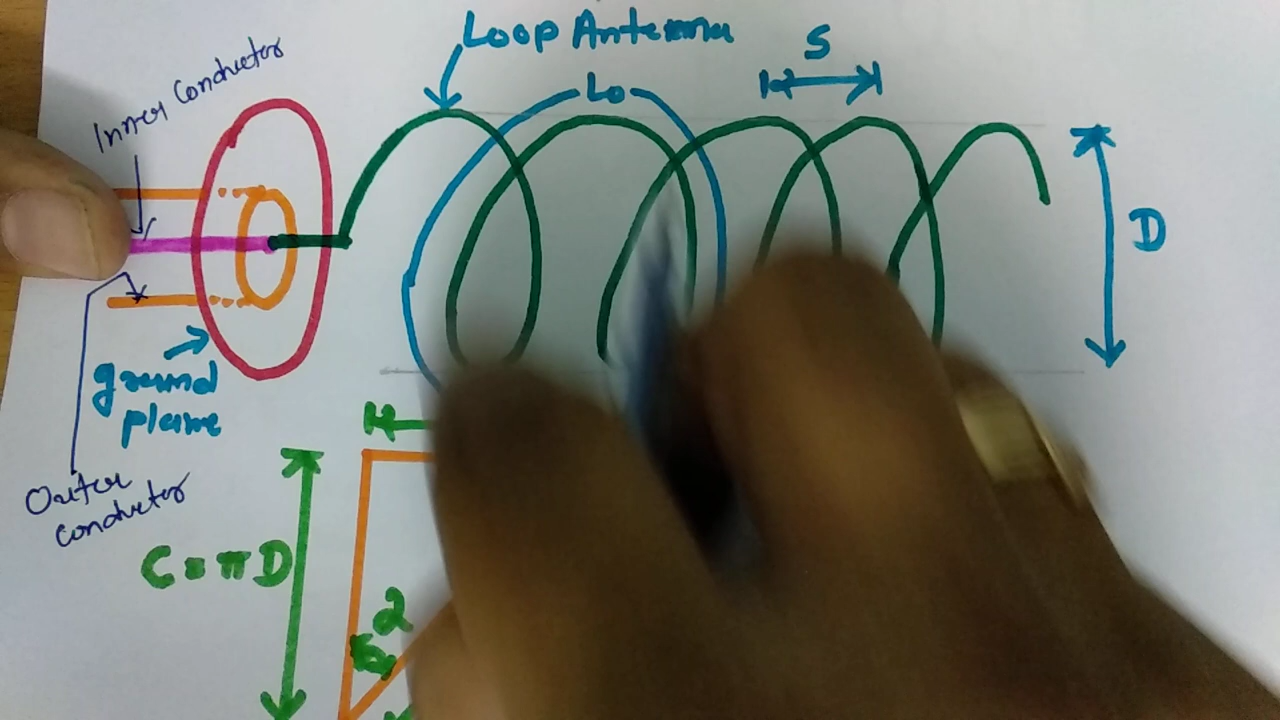 Loop Antenna
S
Inner Conductor
Lo
D
ground
plane
Outer
conductor
C = πD
α